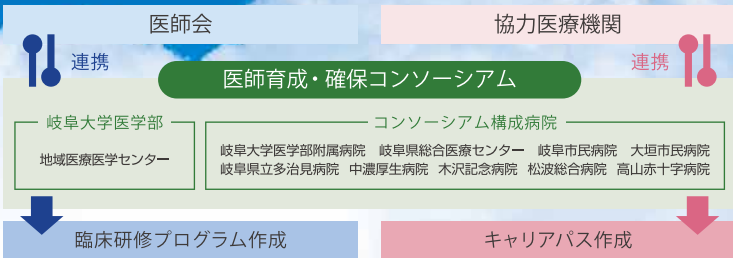 医師会
協力医療機関
連携
連携
医師育成・確保コンソーシアム
岐阜大学医学部
地域医療医学センター
コンソーシアム構成病院
岐阜大学医学部附属病院 岐阜県総合医療センター 岐阜市民病院 大垣市民病院
岐阜県立多治見病院 中濃厚生病院 木沢記念病院 松波総合病院 高山赤十字病院
臨床研修プログラム作成
キャリアパス作成